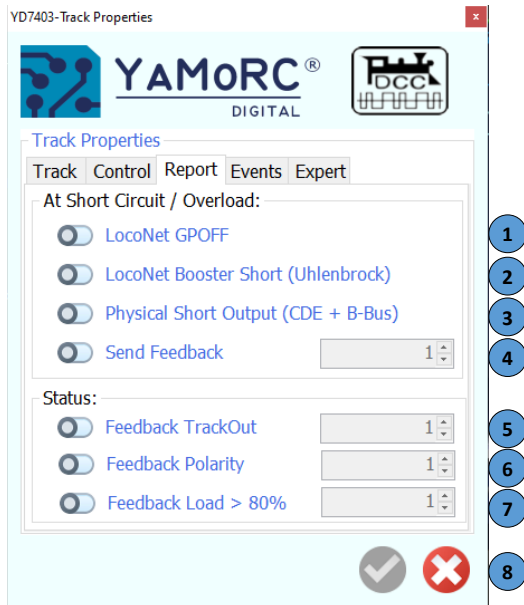 YD7403-Track Properties
x
YAMORC®
DIGITAL
DCC
Track Properties
Track Control Report Events Expert
At Short Circuit / Overload:
LocoNet GPOFF 1
LocoNet Booster Short (Uhlenbrock) 2
Physical Short Output (CDE + B-Bus) 3
Send Feedback 1 4
Status:
Feedback TrackOut 1 5
Feedback Polarity 1 6
Feedback Load > 80% 1 7
8